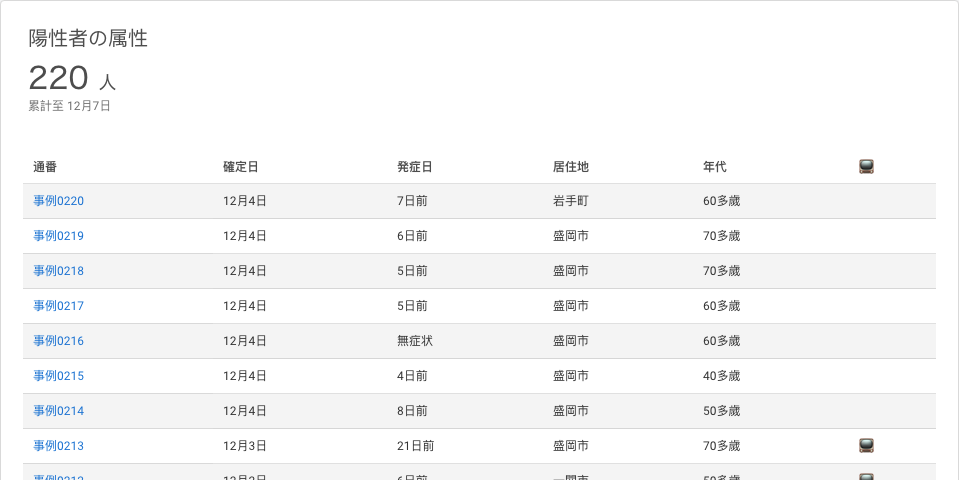 陽性者の属性
220 人
累計至 12月7日
通番 確定日 発症日 居住地 年代
事例0220 12月4日 7日前 岩手町 60多歳
事例0219 12月4日 6日前 盛岡市 70多歳
事例0218 12月4日 5日前 盛岡市 70多歳
事例0217 12月4日 5日前 盛岡市 60多歳
事例0216 12月4日 無症状 盛岡市 60多歳
事例0215 12月4日 4日前 盛岡市 40多歳
事例0214 12月4日 8日前 盛岡市 50多歳
事例0213 12月3日 21日前 盛岡市 70多歳